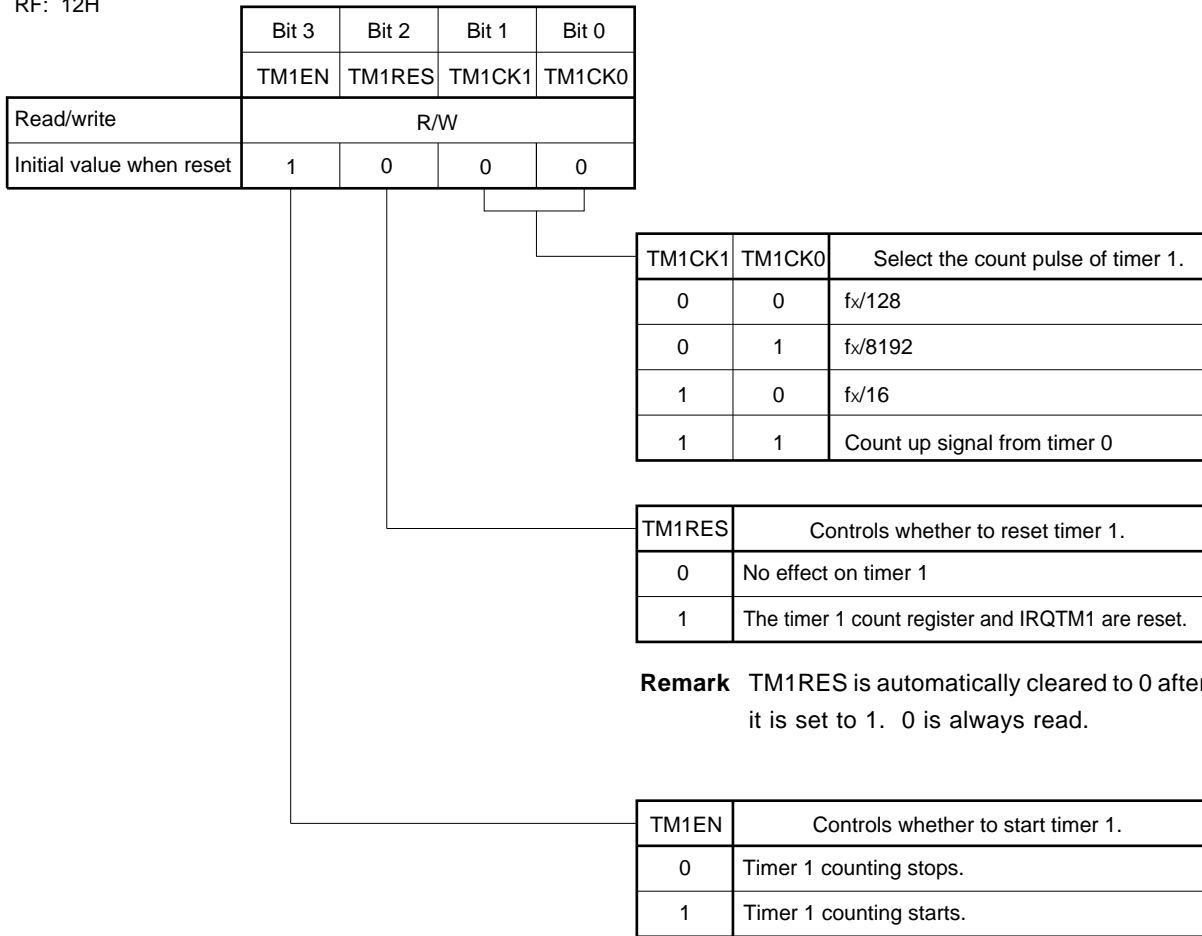 RF: 12H
Bit 3 Bit 2 Bit 1 Bit 0
TM1EN TM1RES TM1CK1 TM1CK0
Read/write R/W
Initial value when reset 1 0 0 0
TM1CK1 TM1CK0 Select the count pulse of timer 1.
0 0 fX/128
0 1 fX/8192
1 0 fX/16
1 1 Count up signal from timer 0
TM1RES Controls whether to reset timer 1.
0 No effect on timer 1
1 The timer 1 count register and IRQTM1 are reset.
Remark TM1RES is automatically cleared to 0 after
it is set to 1. 0 is always read.
TM1EN Controls whether to start timer 1.
0 Timer 1 counting stops.
1 Timer 1 counting starts.